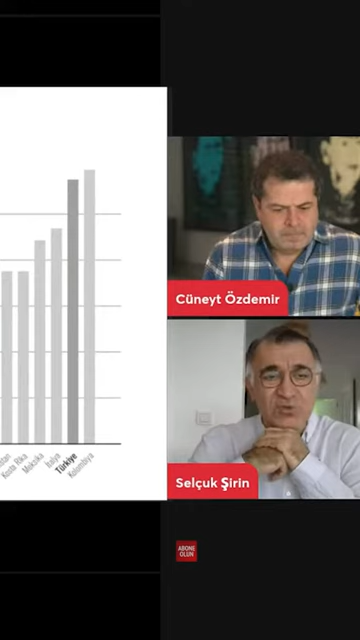 Kosta Rika
Meksika
İtalya
Türkiye
Kolombiya
Cüneyt Özdemir
Selçuk Şirin
ABONE
OLUN